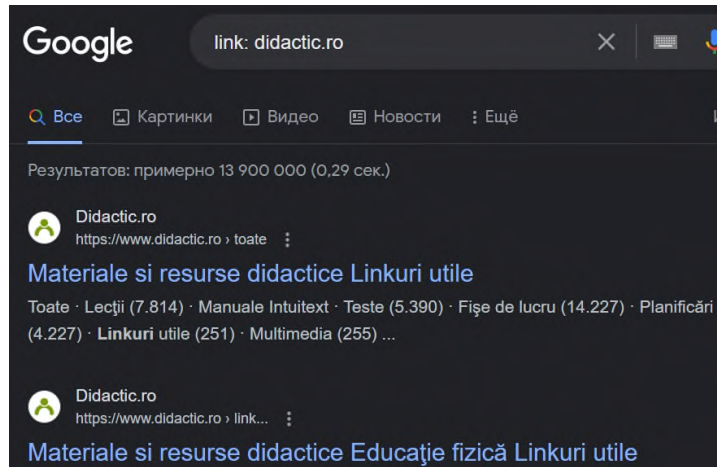 Google link: didactic.ro
Все Картинки Видео Новости Ещё
Результатов: примерно 13 900 000 (0,29 сек.)
Didactic.ro
https://www.didactic.ro › toate
Materiale si resurse didactice Linkuri utile
Toate · Lecţii (7.814) · Manuale Intuitext · Teste (5.390) · Fişe de lucru (14.227) · Planificări
(4.227) · Linkuri utile (251) · Multimedia (255) ...
Didactic.ro
https://www.didactic.ro › link...
Materiale si resurse didactice Educaţie fizică Linkuri utile